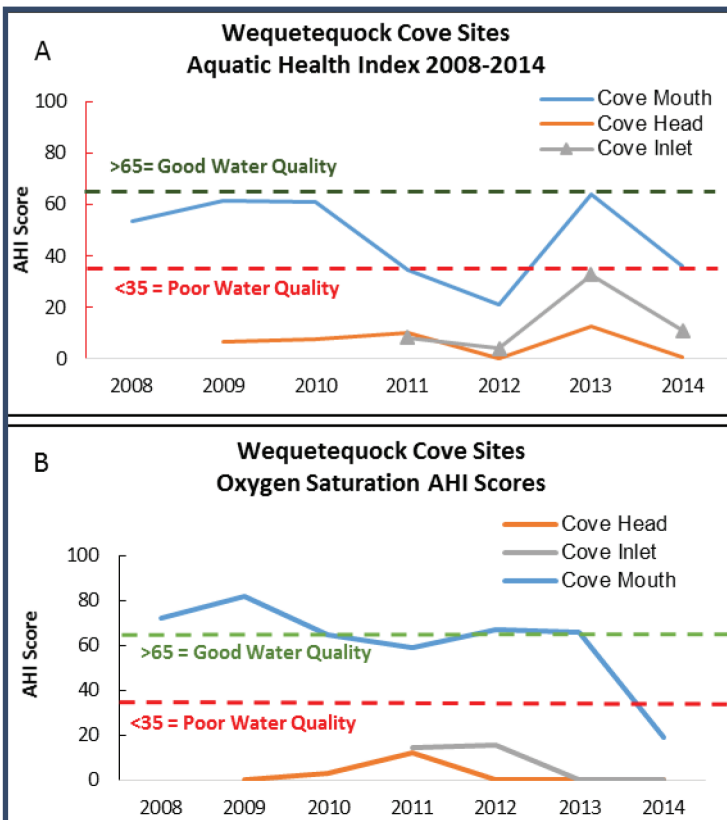 A
Wequetequock Cove Sites
Aquatic Health Index 2008-2014
Cove Mouth
Cove Head
Cove Inlet
100
80
60
40
20
0
AHI Score
>65= Good Water Quality
<35 = Poor Water Quality
2008 2009 2010 2011 2012 2013 2014
B
Wequetequock Cove Sites
Oxygen Saturation AHI Scores
Cove Head
Cove Inlet
Cove Mouth
100
80
60
40
20
0
AHI Score
>65 = Good Water Quality
<35 = Poor Water Quality
2008 2009 2010 2011 2012 2013 2014